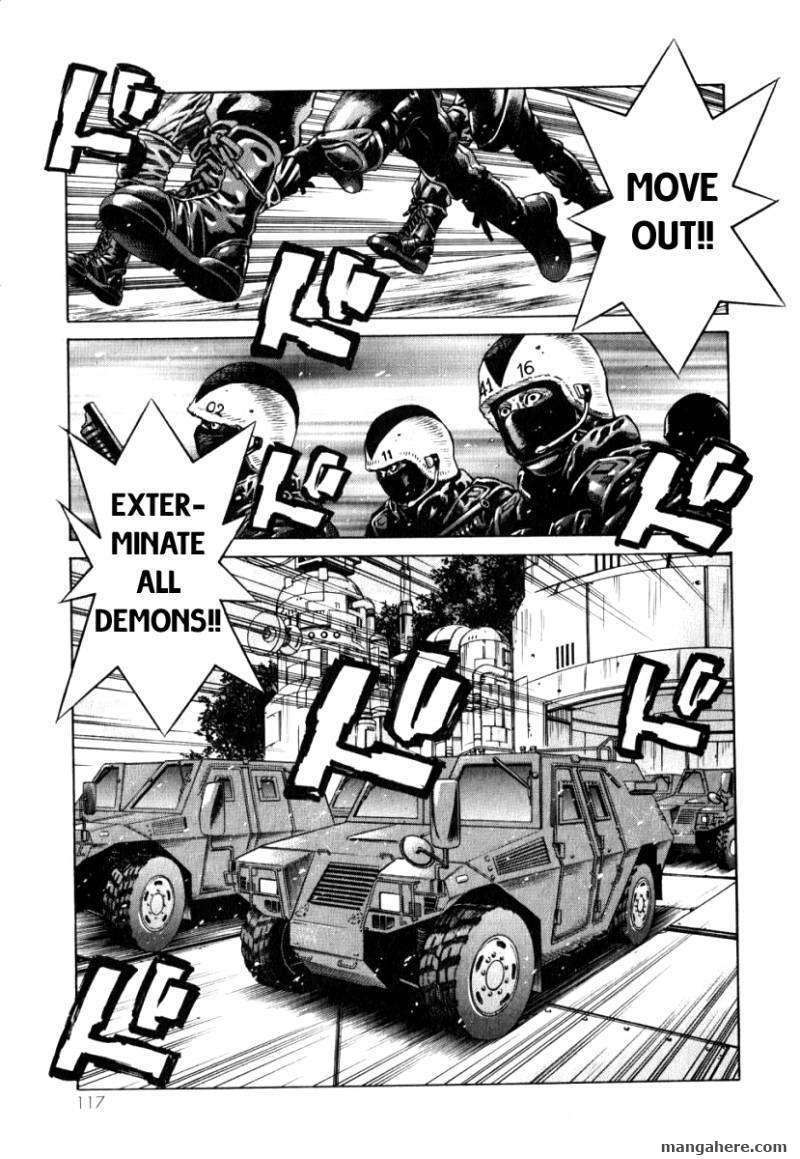 ド
MOVE
OUT!!
ド
02
11
41 16
ド
ド
EXTER-
MINATE
ALL
DEMONS!!
ド
ド
ド
117
mangahere.com